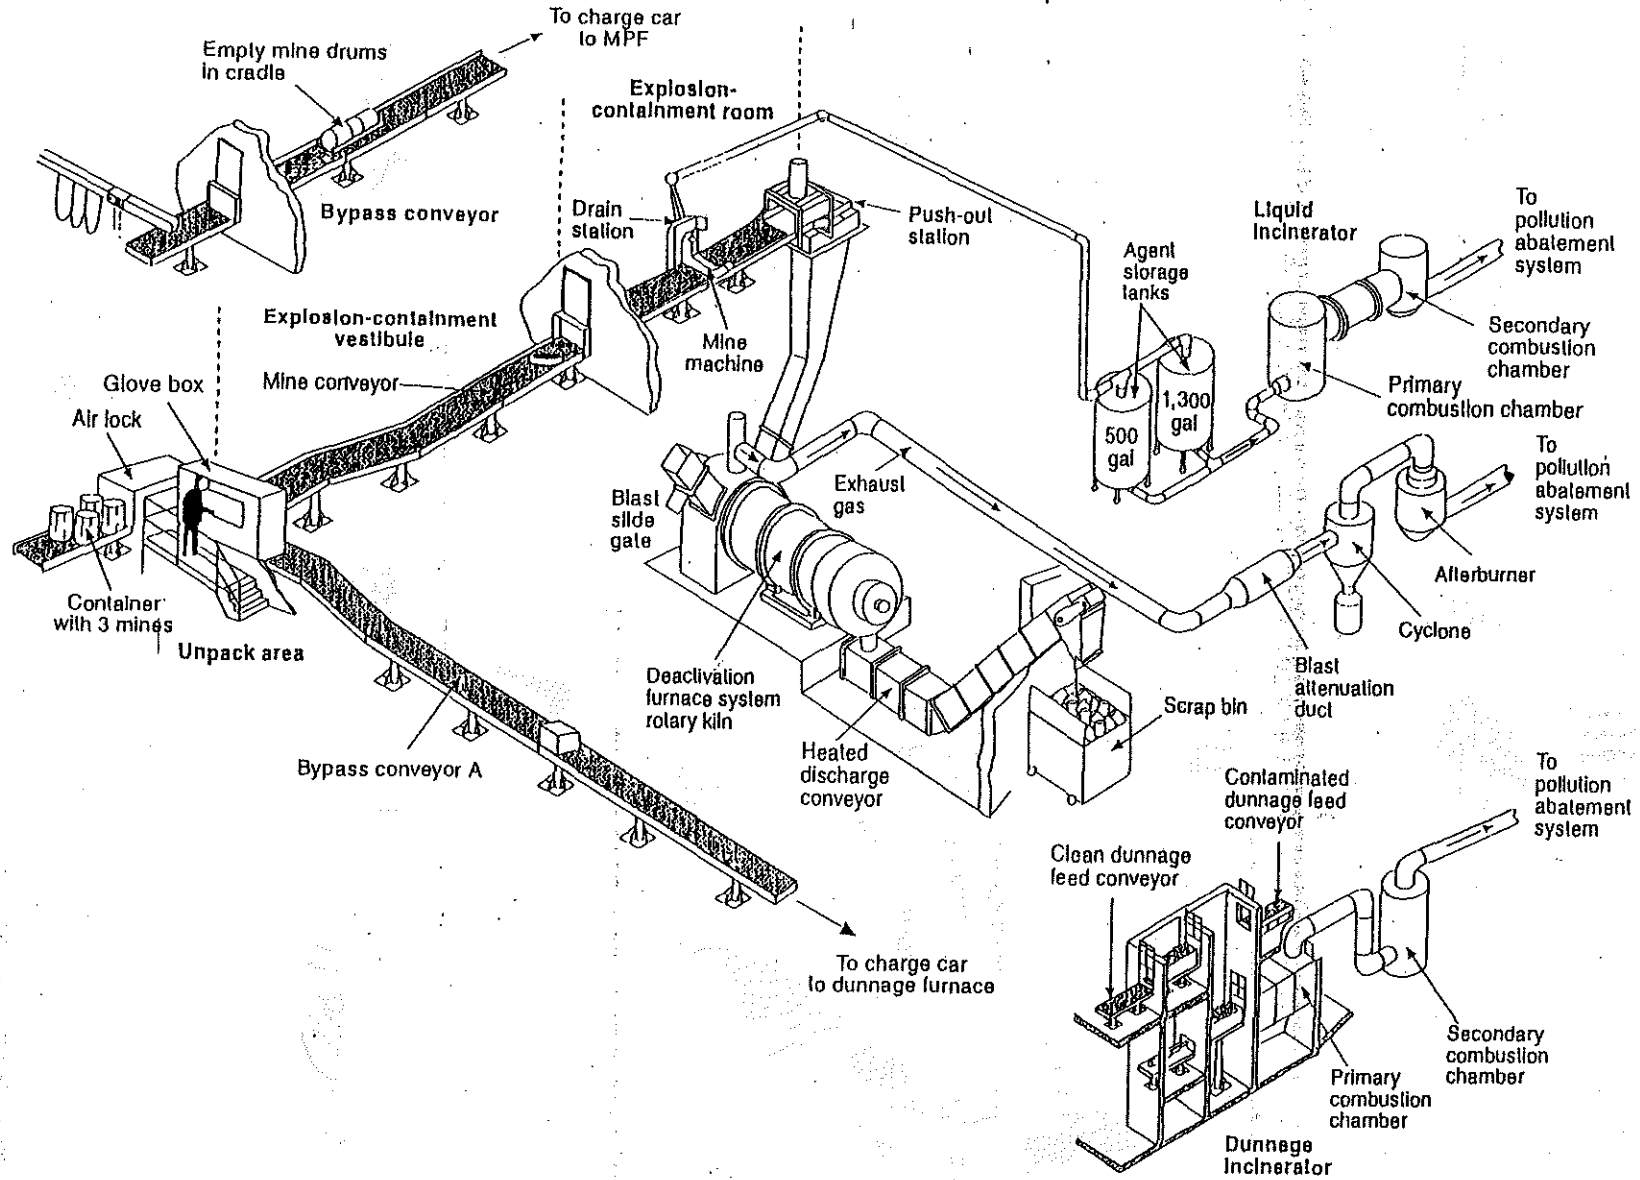 To charge car
to MPF
Empty mine drums
in cradle
Explosion-
containment room
Bypass conveyor
Drain
station
Push-out
station
Liquid
incinerator
To
pollution
abatement
system
Agent
storage
tanks
Explosion-containment
vestibule
Mine
machine
Secondary
combustion
chamber
Glove box
Mine conveyor
Air lock
1,300
gal
500
gal
Primary
combustion chamber
To
pollution
abatement
system
Exhaust
gas
Blast
slide
gate
Afterburner
Container
with 3 mines
Unpack area
Cyclone
Deactivation
furnace system
rotary kiln
Blast
attenuation
duct
Scrap bin
Heated
discharge
conveyor
Bypass conveyor A
Contaminated
dunnage feed
conveyor
To
pollution
abatement
system
Clean dunnage
feed conveyor
To charge car
to dunnage furnace
Secondary
combustion
chamber
Primary
combustion
chamber
Dunnage
incinerator